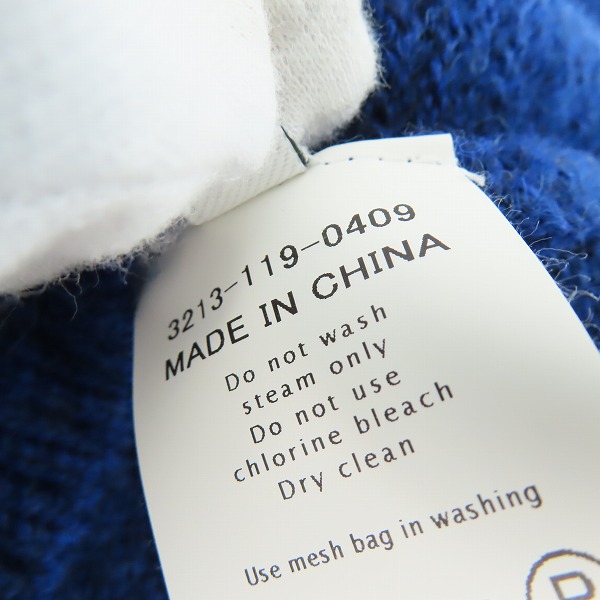 3213-119-0409
MADE IN CHINA
Do not wash
steam only
Do not use
chlorine bleach
Dry clean
Use mesh bag in washing
P